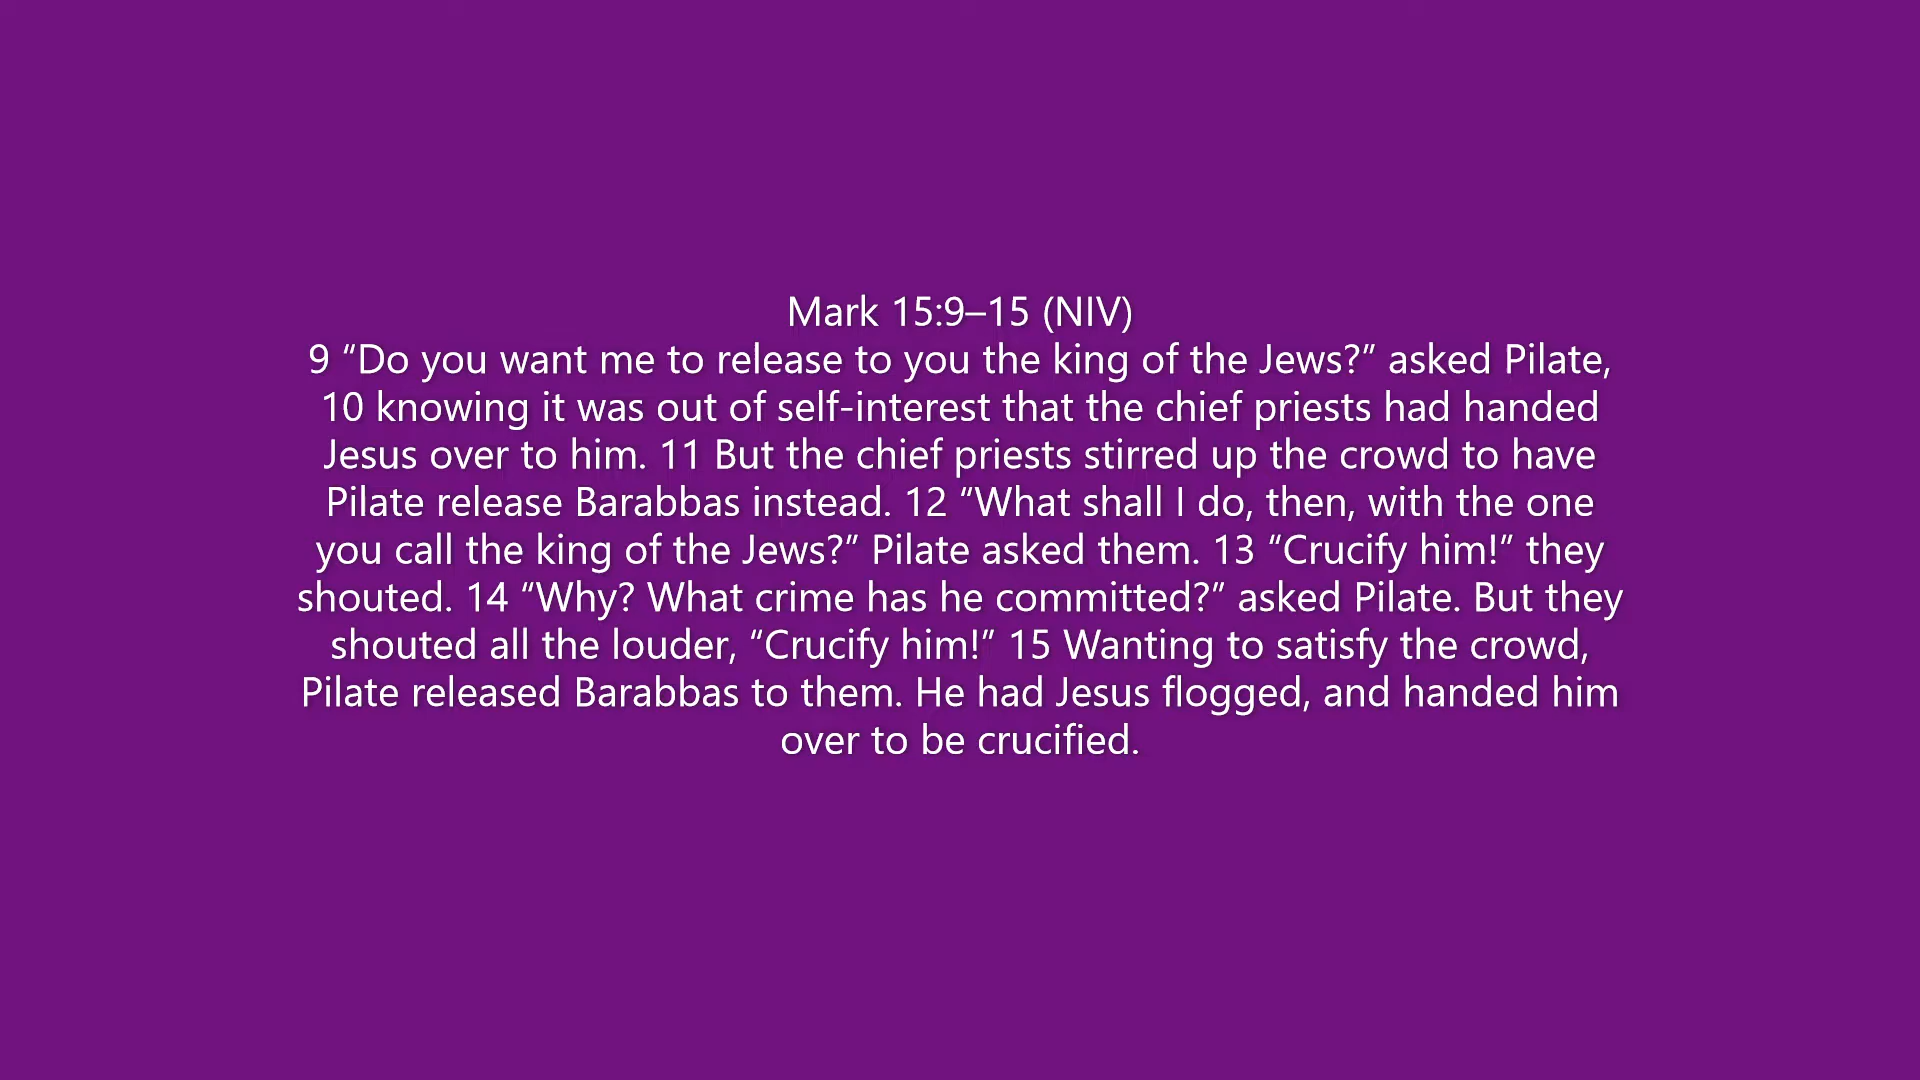 Mark 15:9–15 (NIV)
9 “Do you want me to release to you the king of the Jews?” asked Pilate,
10 knowing it was out of self-interest that the chief priests had handed
Jesus over to him. 11 But the chief priests stirred up the crowd to have
Pilate release Barabbas instead. 12 “What shall I do, then, with the one
you call the king of the Jews?” Pilate asked them. 13 “Crucify him!” they
shouted. 14 “Why? What crime has he committed?” asked Pilate. But they
shouted all the louder, “Crucify him!” 15 Wanting to satisfy the crowd,
Pilate released Barabbas to them. He had Jesus flogged, and handed him
over to be crucified.